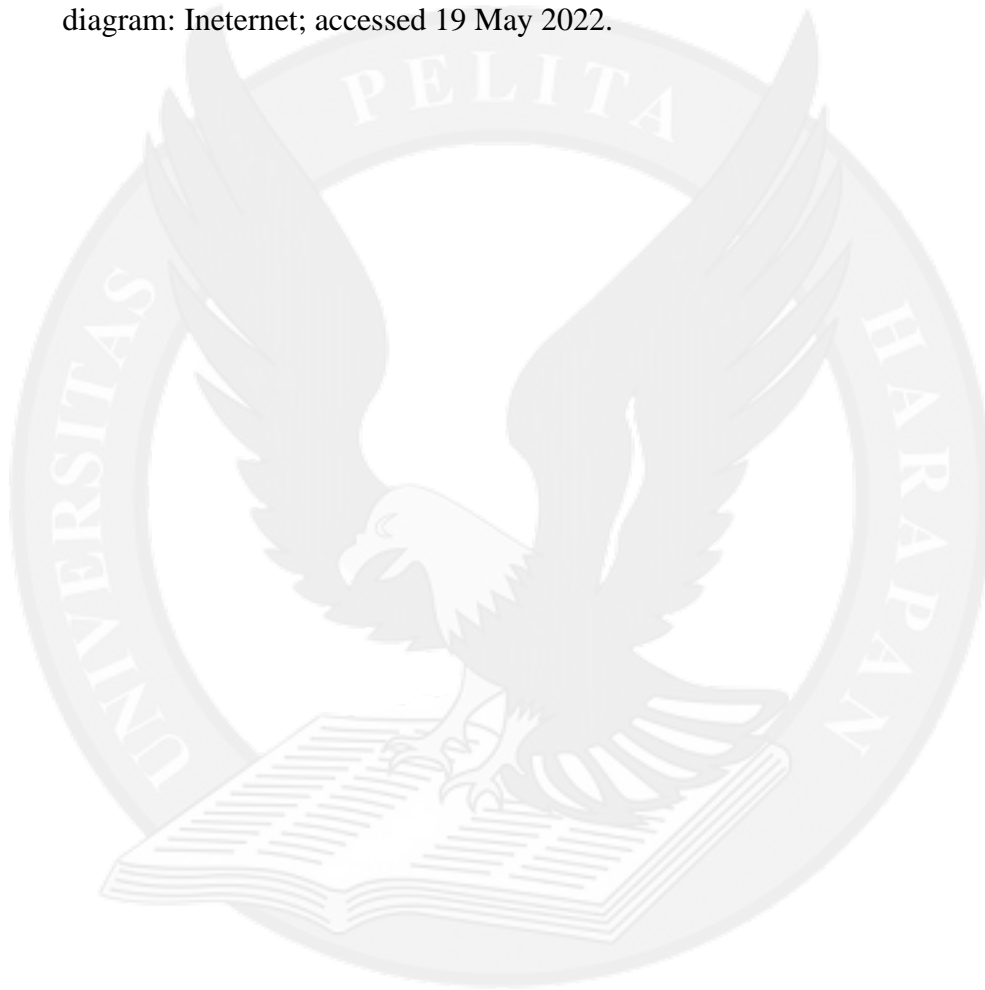 diagram: Ineternet; accessed 19 May 2022.
UNIVERSITAS PELITA HARAPAN